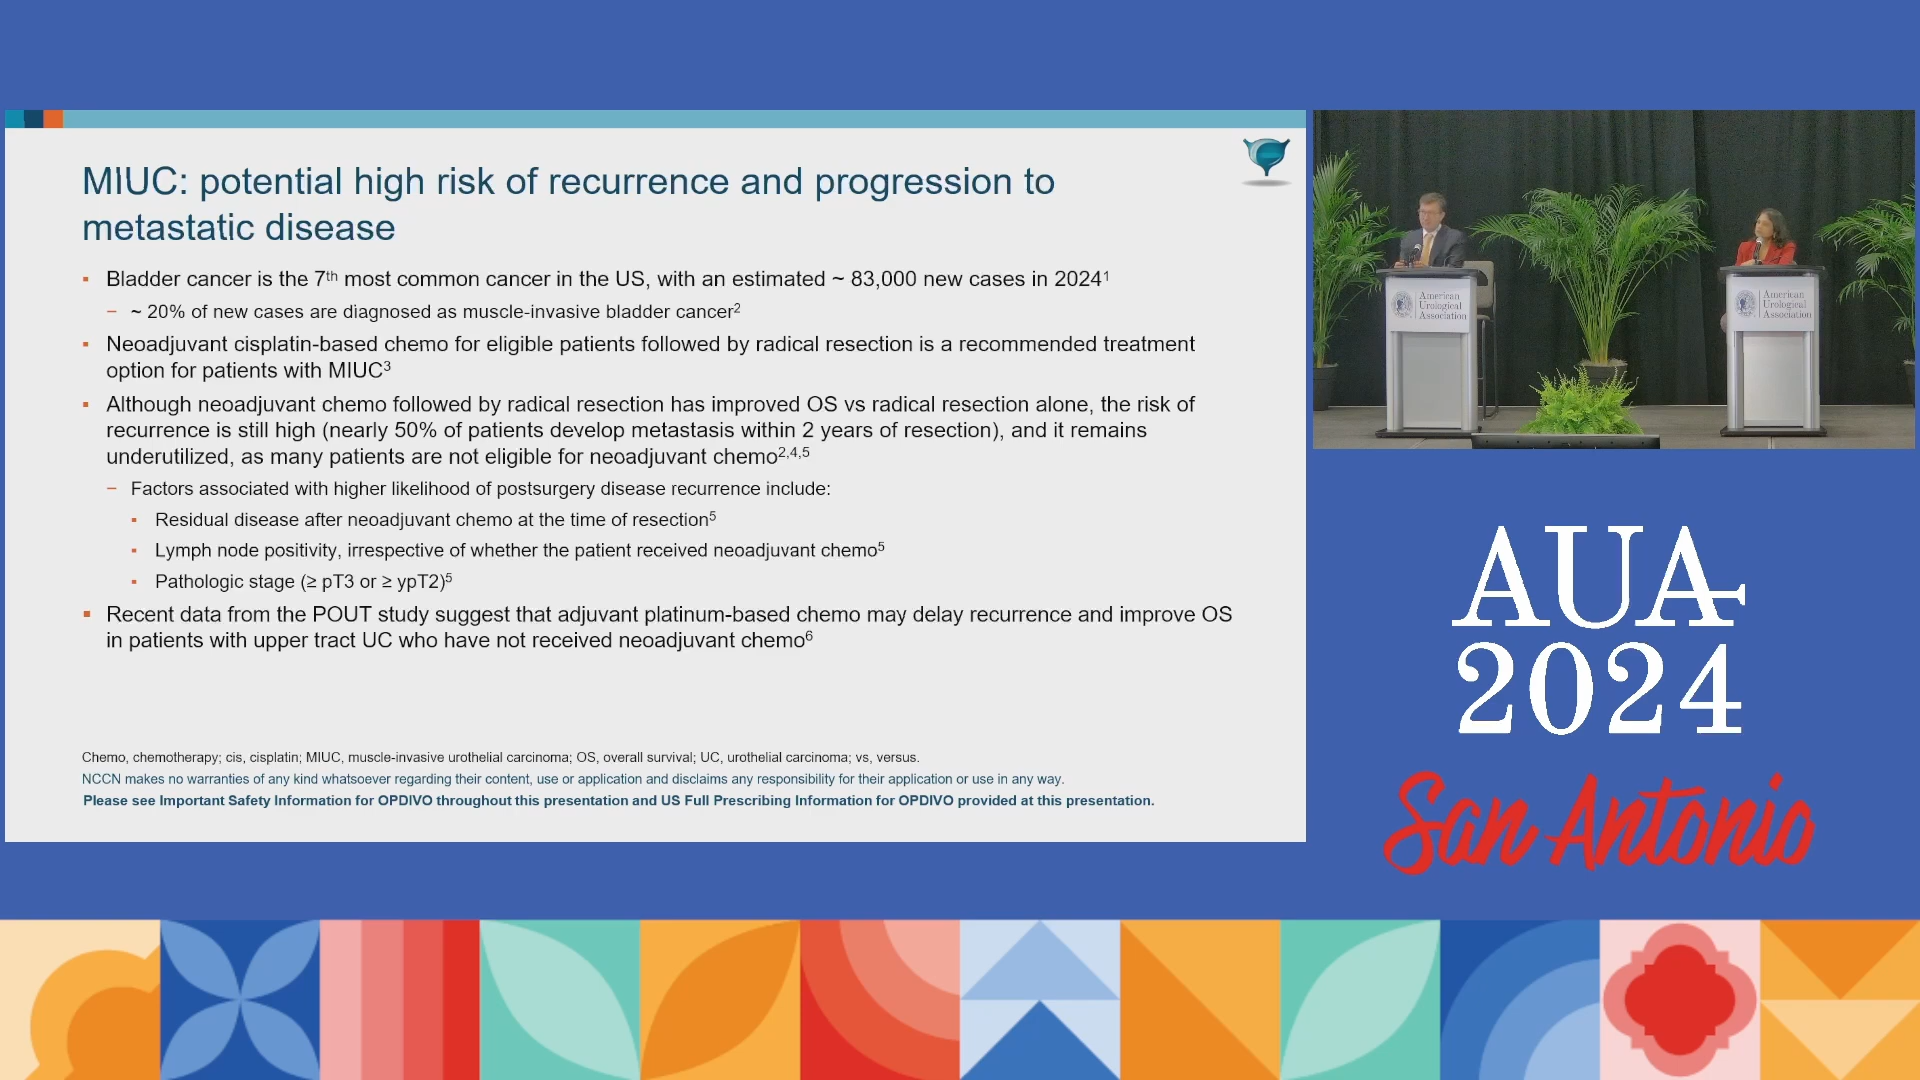 MIUC: potential high risk of recurrence and progression to
metastatic disease
▪ Bladder cancer is the 7th most common cancer in the US, with an estimated ~ 83,000 new cases in 2024¹
– ~ 20% of new cases are diagnosed as muscle-invasive bladder cancer²
▪ Neoadjuvant cisplatin-based chemo for eligible patients followed by radical resection is a recommended treatment
option for patients with MIUC³
▪ Although neoadjuvant chemo followed by radical resection has improved OS vs radical resection alone, the risk of
recurrence is still high (nearly 50% of patients develop metastasis within 2 years of resection), and it remains
underutilized, as many patients are not eligible for neoadjuvant chemo²,⁴,⁵
– Factors associated with higher likelihood of postsurgery disease recurrence include:
▪ Residual disease after neoadjuvant chemo at the time of resection⁵
▪ Lymph node positivity, irrespective of whether the patient received neoadjuvant chemo⁵
▪ Pathologic stage (≥ pT3 or ≥ ypT2)⁵
▪ Recent data from the POUT study suggest that adjuvant platinum-based chemo may delay recurrence and improve OS
in patients with upper tract UC who have not received neoadjuvant chemo⁶
Chemo, chemotherapy; cis, cisplatin; MIUC, muscle-invasive urothelial carcinoma; OS, overall survival; UC, urothelial carcinoma; vs, versus.
NCCN makes no warranties of any kind whatsoever regarding their content, use or application and disclaims any responsibility for their application or use in any way.
Please see Important Safety Information for OPDIVO throughout this presentation and US Full Prescribing Information for OPDIVO provided at this presentation.
American
Urological
Association
American
Urological
Association
AUA
2024
San Antonio